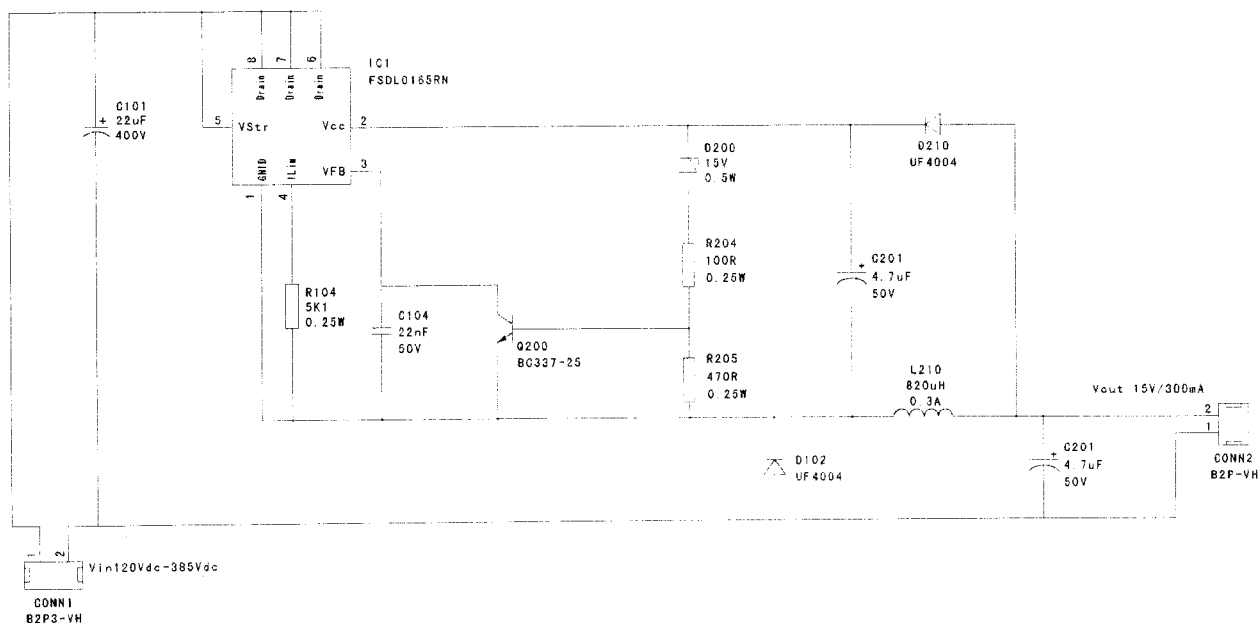 IC1
FSDL0165RN
8
7
6
Drain
Drain
Drain
C101
22uF
400V
5
VStr
Vcc
2
GND
ILim
VFB
3
1
4
D200
15V
0.5W
D210
UF4004
R204
100R
0.25W
C201
4.7uF
50V
R104
5K1
0.25W
C104
22nF
50V
Q200
BC337-25
R205
470R
0.25W
L210
820uH
0.3A
Vout 15V/300mA
2
1
CONN2
B2P-VH
D102
UF4004
C201
4.7uF
50V
1
2
Vin120Vdc-385Vdc
CONN1
B2P3-VH